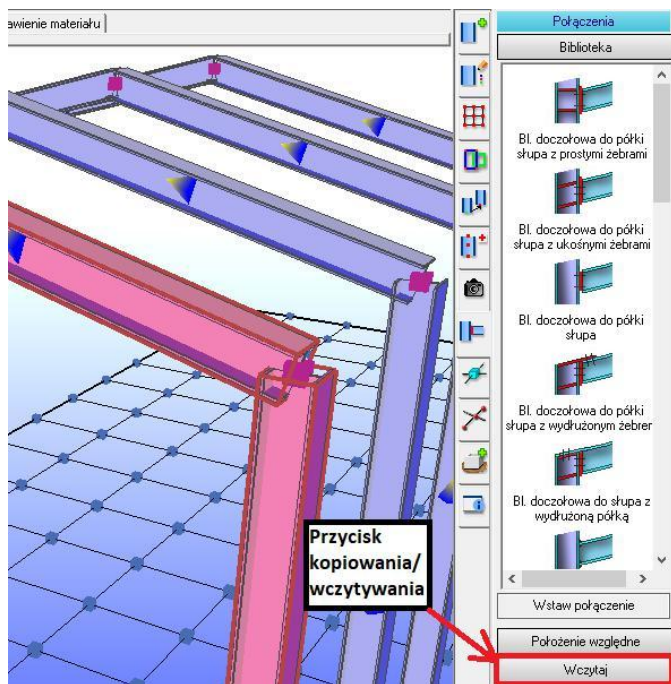 awienie materiału
Połączenia
Biblioteka
Bl. doczołowa do półki
słupa z prostymi żebrami
Bl. doczołowa do półki
słupa z ukośnymi żebrami
Bl. doczołowa do półki
słupa
Bl. doczołowa do półki
słupa z wydłużonym żebrer
Bl. doczołowa do słupa z
wydłużoną półką
Przycisk
kopiowania/
wczytywania
Wstaw połączenie
Położenie względne
Wczytaj